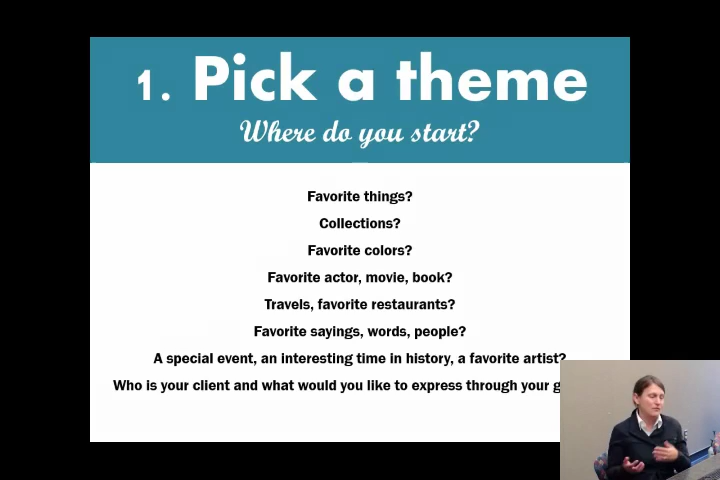 1. Pick a theme
Where do you start?
Favorite things?
Collections?
Favorite colors?
Favorite actor, movie, book?
Travels, favorite restaurants?
Favorite sayings, words, people?
A special event, an interesting time in history, a favorite artist?
Who is your client and what would you like to express through your